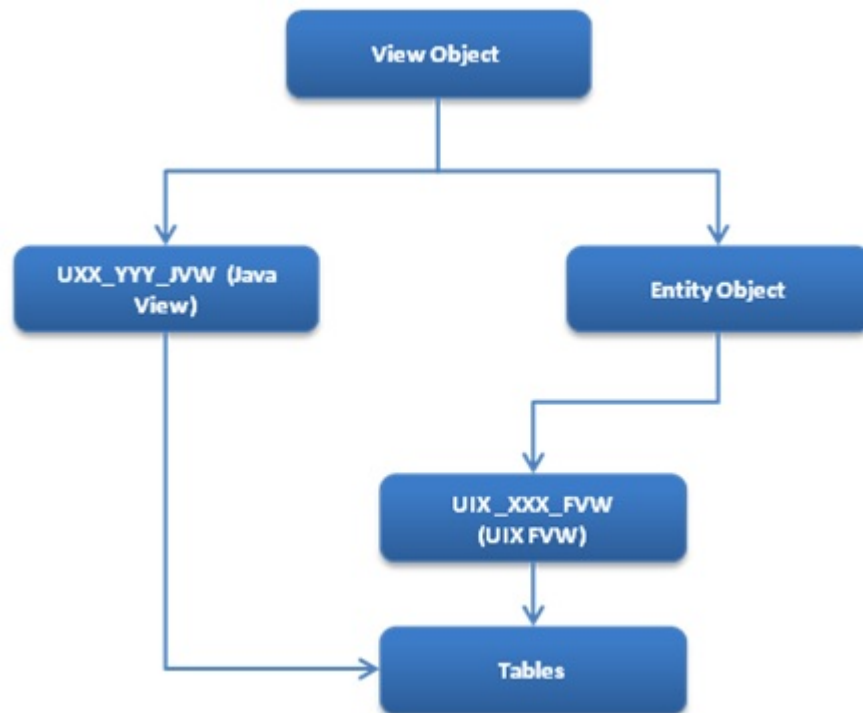 View Object
UXX_YYY_JVW (Java
View)
Entity Object
UIX_XXX_FVW
(UIX FVW)
Tables